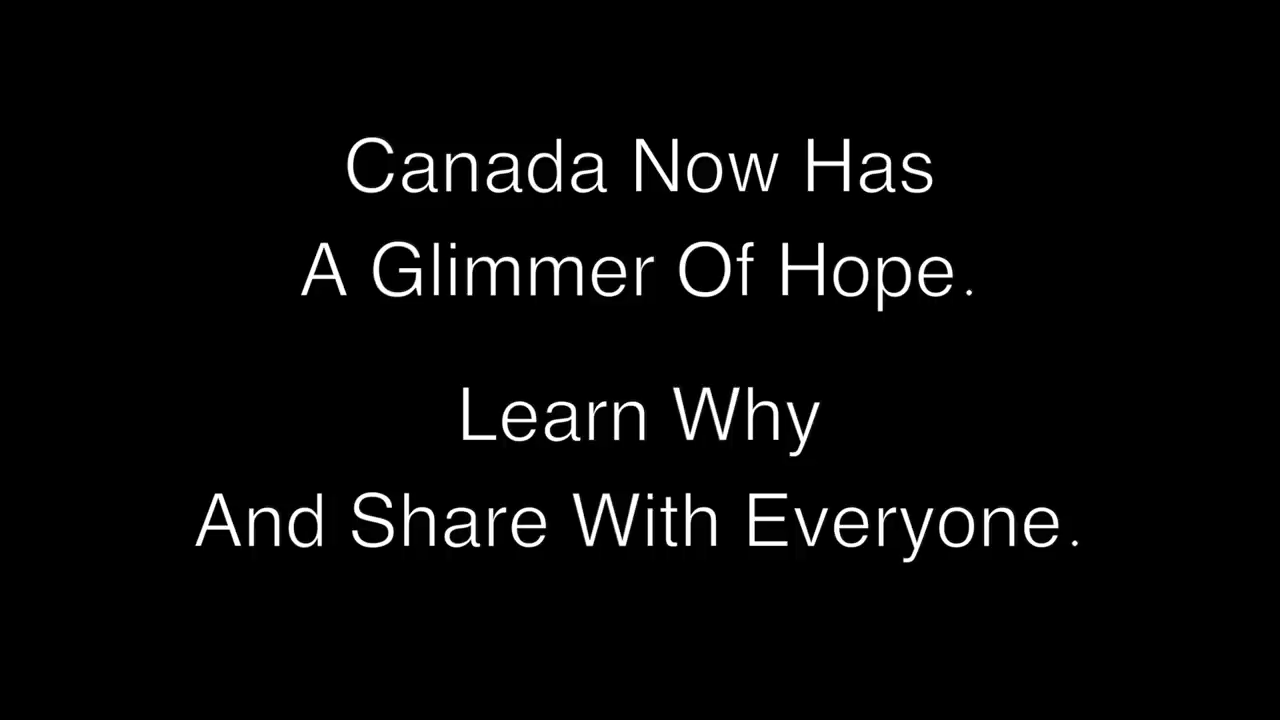 Canada Now Has
A Glimmer Of Hope.
Learn Why
And Share With Everyone.